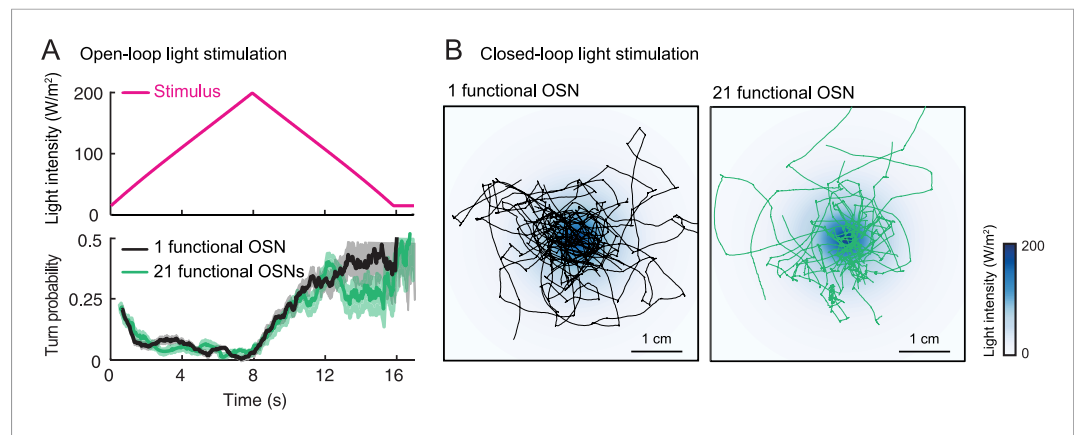 A Open-loop light stimulation
Light intensity (W/m²)
200
100
0
Stimulus
Turn probability
0.5
0.25
0
1 functional OSN
21 functional OSNs
0 4 8 12 16
Time (s)
B Closed-loop light stimulation
1 functional OSN
1 cm
21 functional OSN
1 cm
Light intensity (W/m²)
200
0